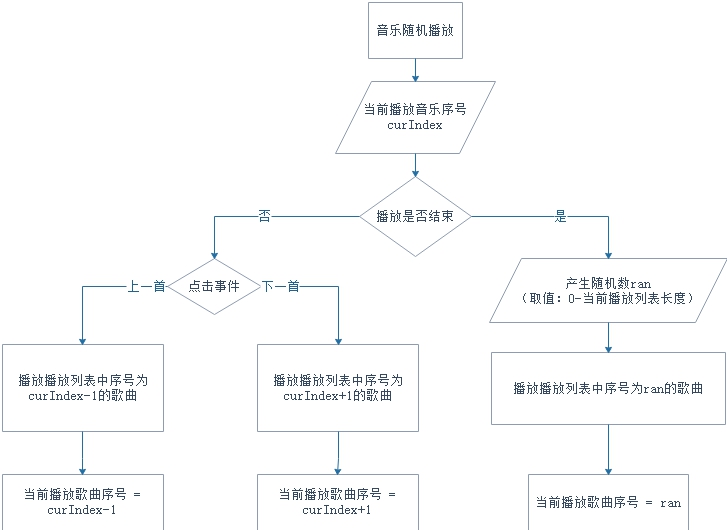 音乐随机播放
当前播放音乐序号
curIndex
播放是否结束
否
是
点击事件
上一首
下一首
产生随机数ran
（取值：0-当前播放列表长度）
播放播放列表中序号为
curIndex-1的歌曲
播放播放列表中序号为
curIndex+1的歌曲
播放播放列表中序号为ran的歌曲
当前播放歌曲序号 =
curIndex-1
当前播放歌曲序号 =
curIndex+1
当前播放歌曲序号 = ran